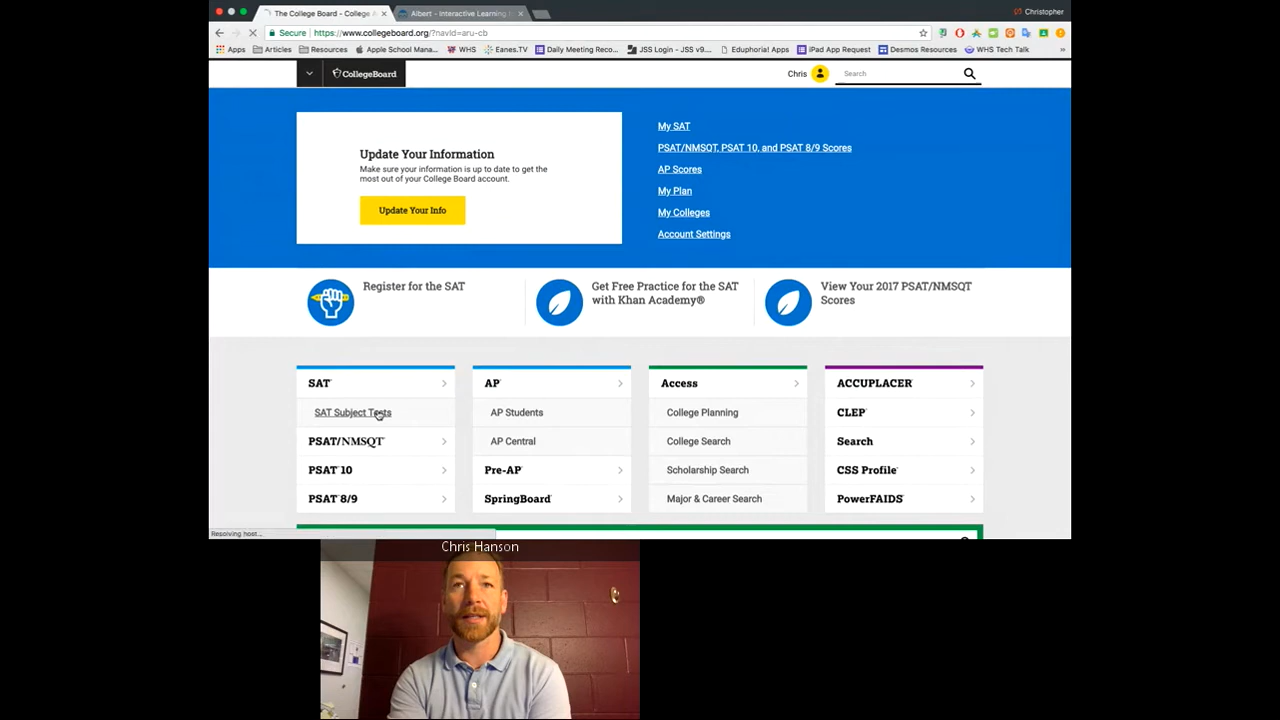 The College Board - College A
Albert - Interactive Learning
Christopher
Secure https://www.collegeboard.org/?navId=aru-cb
Apps Articles Resources Apple School Mana... WHS Eanes.TV Daily Meeting Reco... JSS Login - JSS v9.... Eduphoria! Apps iPad App Request Desmos Resources WHS Tech Talk »
CollegeBoard Chris Search
Update Your Information
Make sure your information is up to date to get the
most out of your College Board account.
Update Your Info
My SAT
PSAT/NMSQT, PSAT 10, and PSAT 8/9 Scores
AP Scores
My Plan
My Colleges
Account Settings
Register for the SAT
Get Free Practice for the SAT
with Khan Academy®
View Your 2017 PSAT/NMSQT
Scores
SAT
SAT Subject Tests
PSAT/NMSQT
PSAT 10
PSAT 8/9
AP
AP Students
AP Central
Pre-AP
SpringBoard
Access
College Planning
College Search
Scholarship Search
Major & Career Search
ACCUPLACER
CLEP
Search
CSS Profile
PowerFAIDS
Resolving host...
Chris Hanson